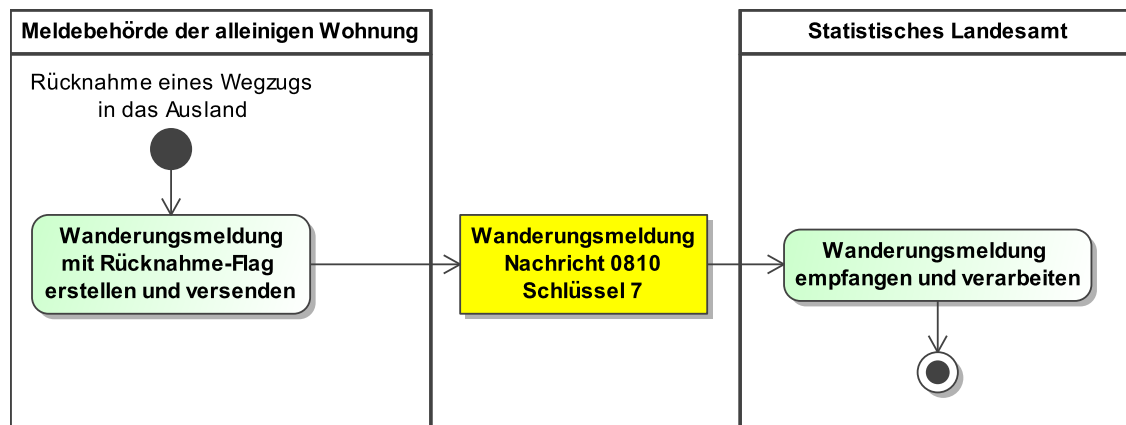 Meldebehörde der alleinigen Wohnung
Statistisches Landesamt
Rücknahme eines Wegzugs
in das Ausland
Wanderungsmeldung
mit Rücknahme-Flag
erstellen und versenden
Wanderungsmeldung
Nachricht 0810
Schlüssel 7
Wanderungsmeldung
empfangen und verarbeiten